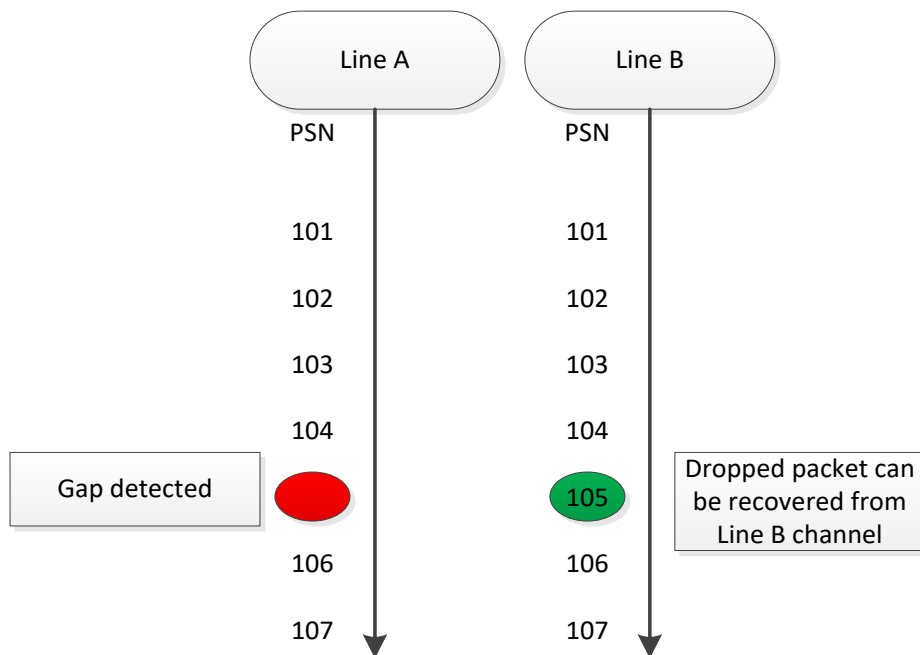 Line A Line B
PSN PSN
101 101
102 102
103 103
104 104
Gap detected 105 Dropped packet can
be recovered from
Line B channel
106 106
107 107